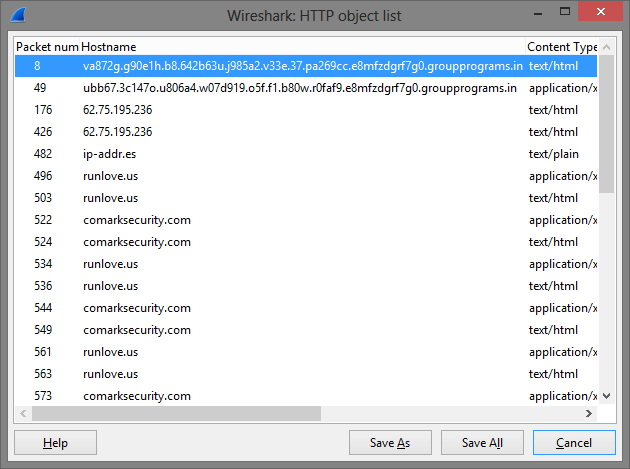 Wireshark: HTTP object list
Packet num Hostname Content Type
8 va872g.g90e1h.b8.642b63u.j985a2.v33e.37.pa269cc.e8mfzdgrf7g0.groupprograms.in text/html
49 ubb67.3c147o.u806a4.w07d919.o5f.f1.b80w.r0faf9.e8mfzdgrf7g0.groupprograms.in application/x
176 62.75.195.236 text/html
426 62.75.195.236 text/html
482 ip-addr.es text/plain
496 runlove.us application/x
503 runlove.us text/html
522 comarksecurity.com application/x
524 comarksecurity.com text/html
534 runlove.us application/x
536 runlove.us text/html
544 comarksecurity.com application/x
549 comarksecurity.com text/html
561 runlove.us application/x
563 runlove.us text/html
573 comarksecurity.com application/x
Help Save As Save All Cancel